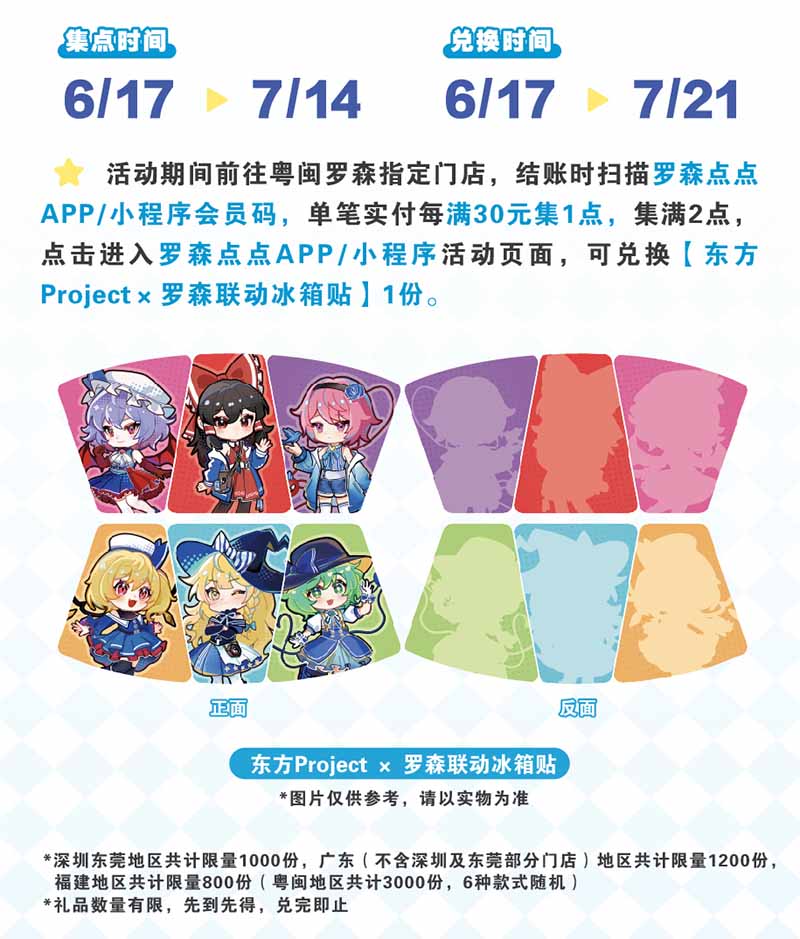 集点时间
兑换时间
6/17 ▶ 7/14
6/17 ▶ 7/21
活动期间前往粤闽罗森指定门店，结账时扫描罗森点点
APP/小程序会员码，单笔实付每满30元集1点，集满2点，
点击进入罗森点点APP/小程序活动页面，可兑换【东方
Project×罗森联动冰箱贴】1份。
正面
反面
东方Project × 罗森联动冰箱贴
*图片仅供参考，请以实物为准
*深圳东莞地区共计限量1000份，广东（不含深圳及东莞部分门店）地区共计限量1200份，
福建地区共计限量800份（粤闽地区共计3000份，6种款式随机）
*礼品数量有限，先到先得，兑完即止